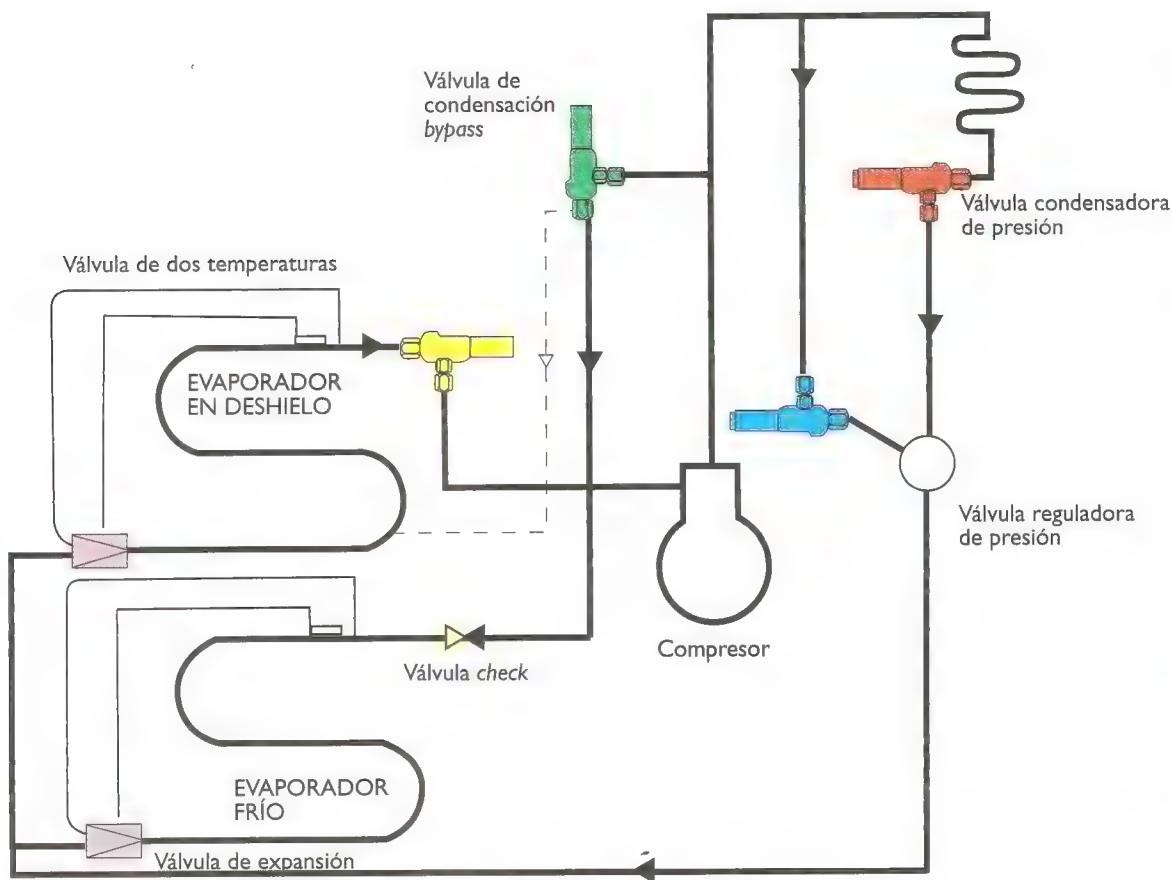 Válvula de
condensación
bypass
Válvula condensadora
de presión
Válvula de dos temperaturas
EVAPORADOR
EN DESHIELO
Válvula reguladora
de presión
Compresor
Válvula check
EVAPORADOR
FRÍO
Válvula de expansión